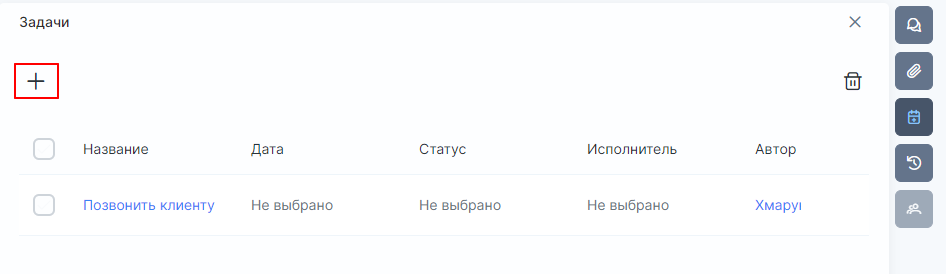 Задачи
Название Дата Статус Исполнитель Автор
Позвонить клиенту Не выбрано Не выбрано Не выбрано